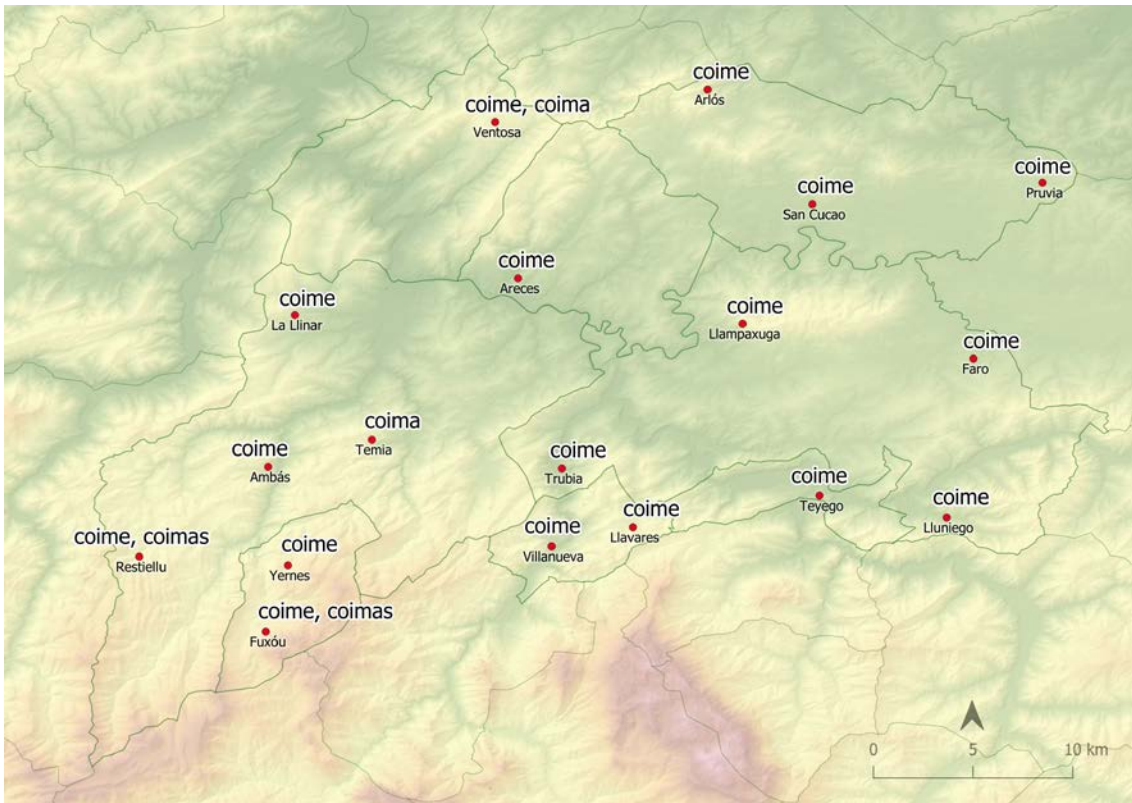 coime
Arlós
coime, coima
Ventosa
coime
Pruvia
coime
San Cucao
coime
Areces
coime
La Llinar
coime
Llampaxuga
coime
Faro
coima
Temia
coime
Ambás
coime
Trubia
coime
Teyego
coime
Lluniego
coime
Llavares
coime
Villanueva
coime, coimas
Restiellu
coime
Yernes
coime, coimas
Fuxóu
0 5 10 km